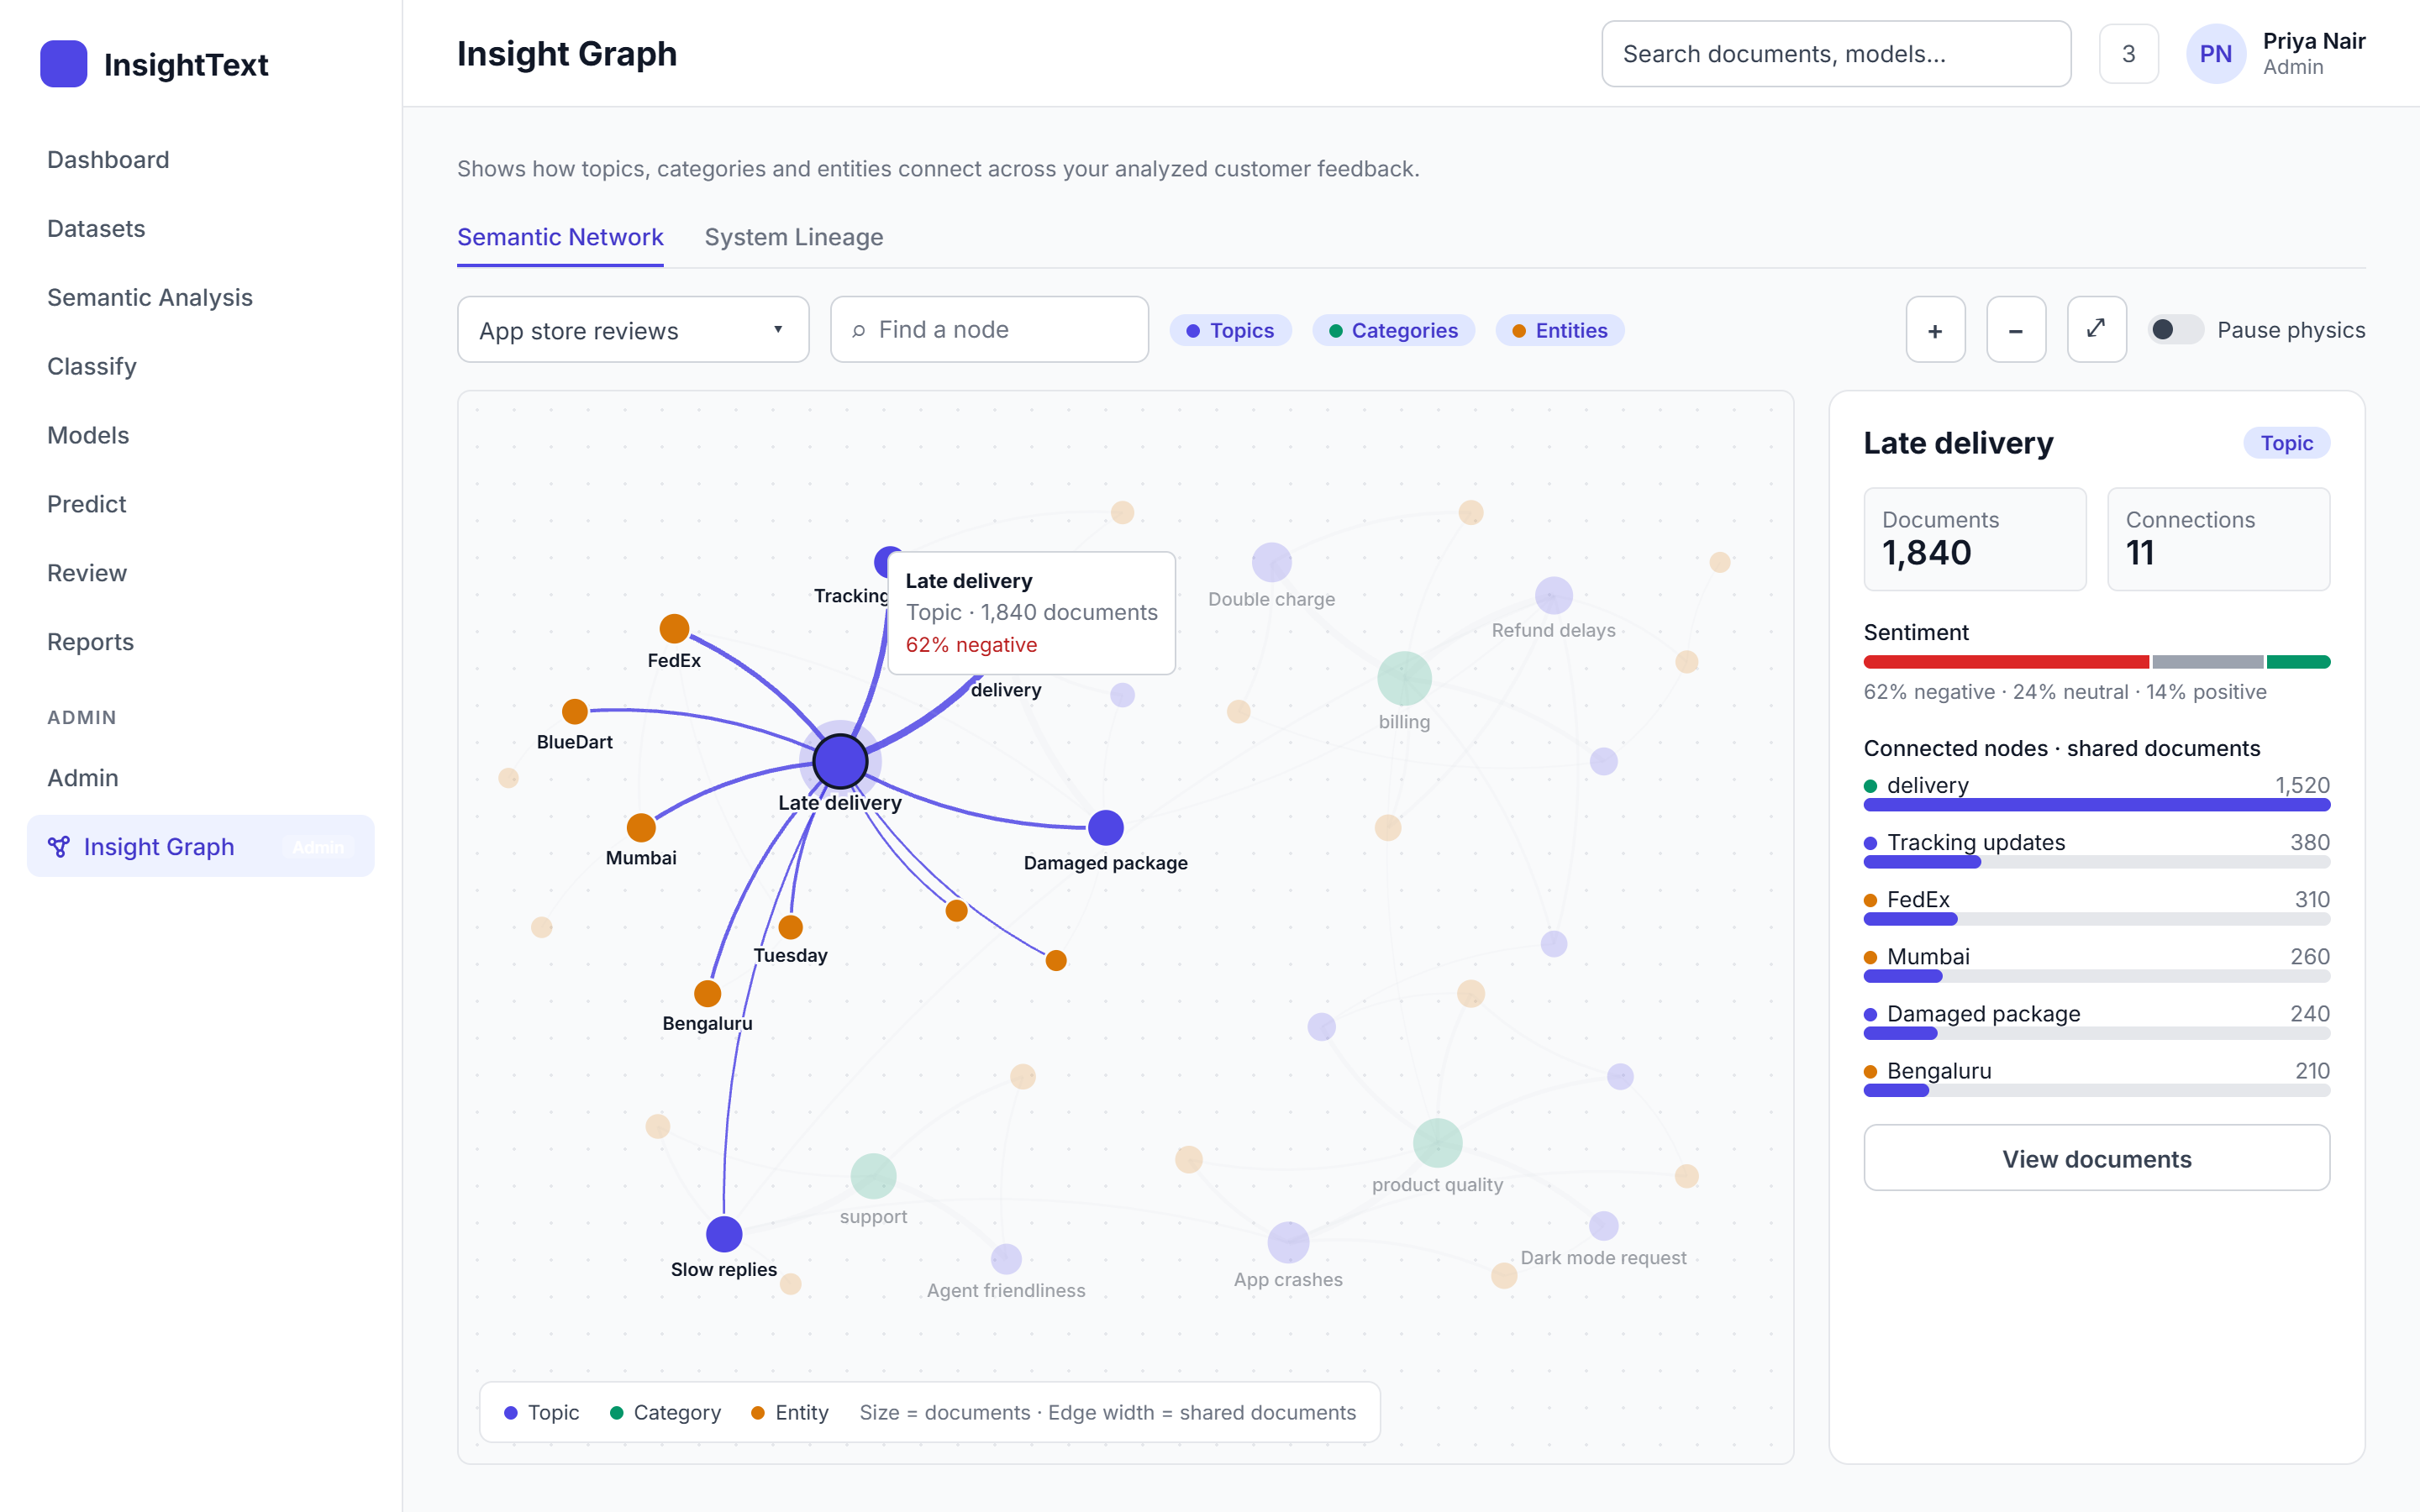 InsightText
Dashboard
Datasets
Semantic Analysis
Classify
Models
Predict
Review
Reports
ADMIN
Admin
Insight Graph Admin
Insight Graph
Search documents, models...
3
PN
Priya Nair
Admin
Shows how topics, categories and entities connect across your analyzed customer feedback.
Semantic Network System Lineage
App store reviews
Find a node
Topics Categories Entities
+ − Pause physics
Tracking
Late delivery
Topic · 1,840 documents
62% negative
delivery
FedEx
BlueDart
Late delivery
Mumbai
Damaged package
Tuesday
Bengaluru
Slow replies
Double charge
Refund delays
billing
support
Agent friendliness
product quality
App crashes
Dark mode request
Topic Category Entity Size = documents · Edge width = shared documents
Late delivery Topic
Documents
1,840
Connections
11
Sentiment
62% negative · 24% neutral · 14% positive
Connected nodes · shared documents
delivery 1,520
Tracking updates 380
FedEx 310
Mumbai 260
Damaged package 240
Bengaluru 210
View documents